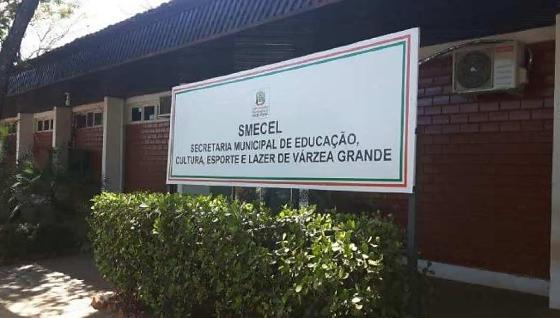 SMECEL
SECRETARIA MUNICIPAL DE EDUCAÇÃO,
CULTURA, ESPORTE E LAZER DE VÁRZEA GRANDE